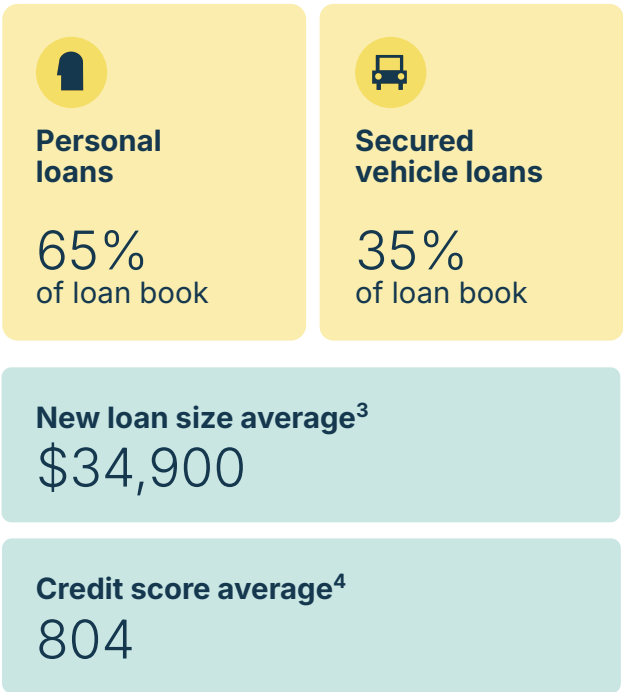 Personal
loans
65%
of loan book
Secured
vehicle loans
35%
of loan book
New loan size average³
$34,900
Credit score average⁴
804